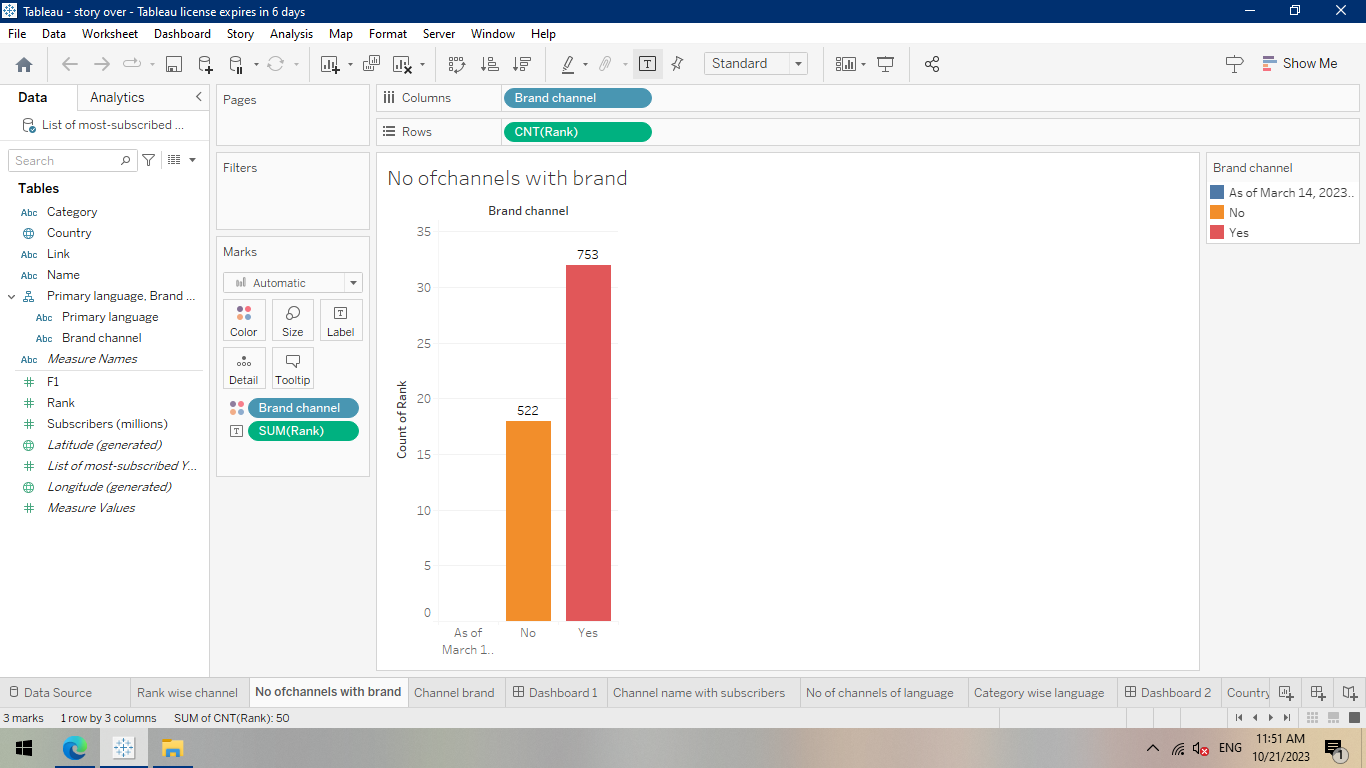 Tableau - story over - Tableau license expires in 6 days
File Data Worksheet Dashboard Story Analysis Map Format Server Window Help
Standard
Show Me
Data Analytics
List of most-subscribed ...
Search
Tables
Abc Category
Country
Abc Link
Abc Name
Primary language, Brand ...
Abc Primary language
Abc Brand channel
Abc Measure Names
F1
Rank
Subscribers (millions)
Latitude (generated)
List of most-subscribed Y...
Longitude (generated)
Measure Values
Pages
Filters
Marks
Automatic
Color Size Label
Detail Tooltip
Brand channel
SUM(Rank)
Columns Brand channel
Rows CNT(Rank)
No ofchannels with brand
Brand channel
Count of Rank
35
30
25
20
15
10
5
0
522
753
As of March 1..
No
Yes
Brand channel
As of March 14, 2023..
No
Yes
Data Source Rank wise channel No ofchannels with brand Channel brand Dashboard 1 Channel name with subscribers No of channels of language Category wise language Dashboard 2 Country
3 marks 1 row by 3 columns SUM of CNT(Rank): 50
ENG
11:51 AM
10/21/2023
1